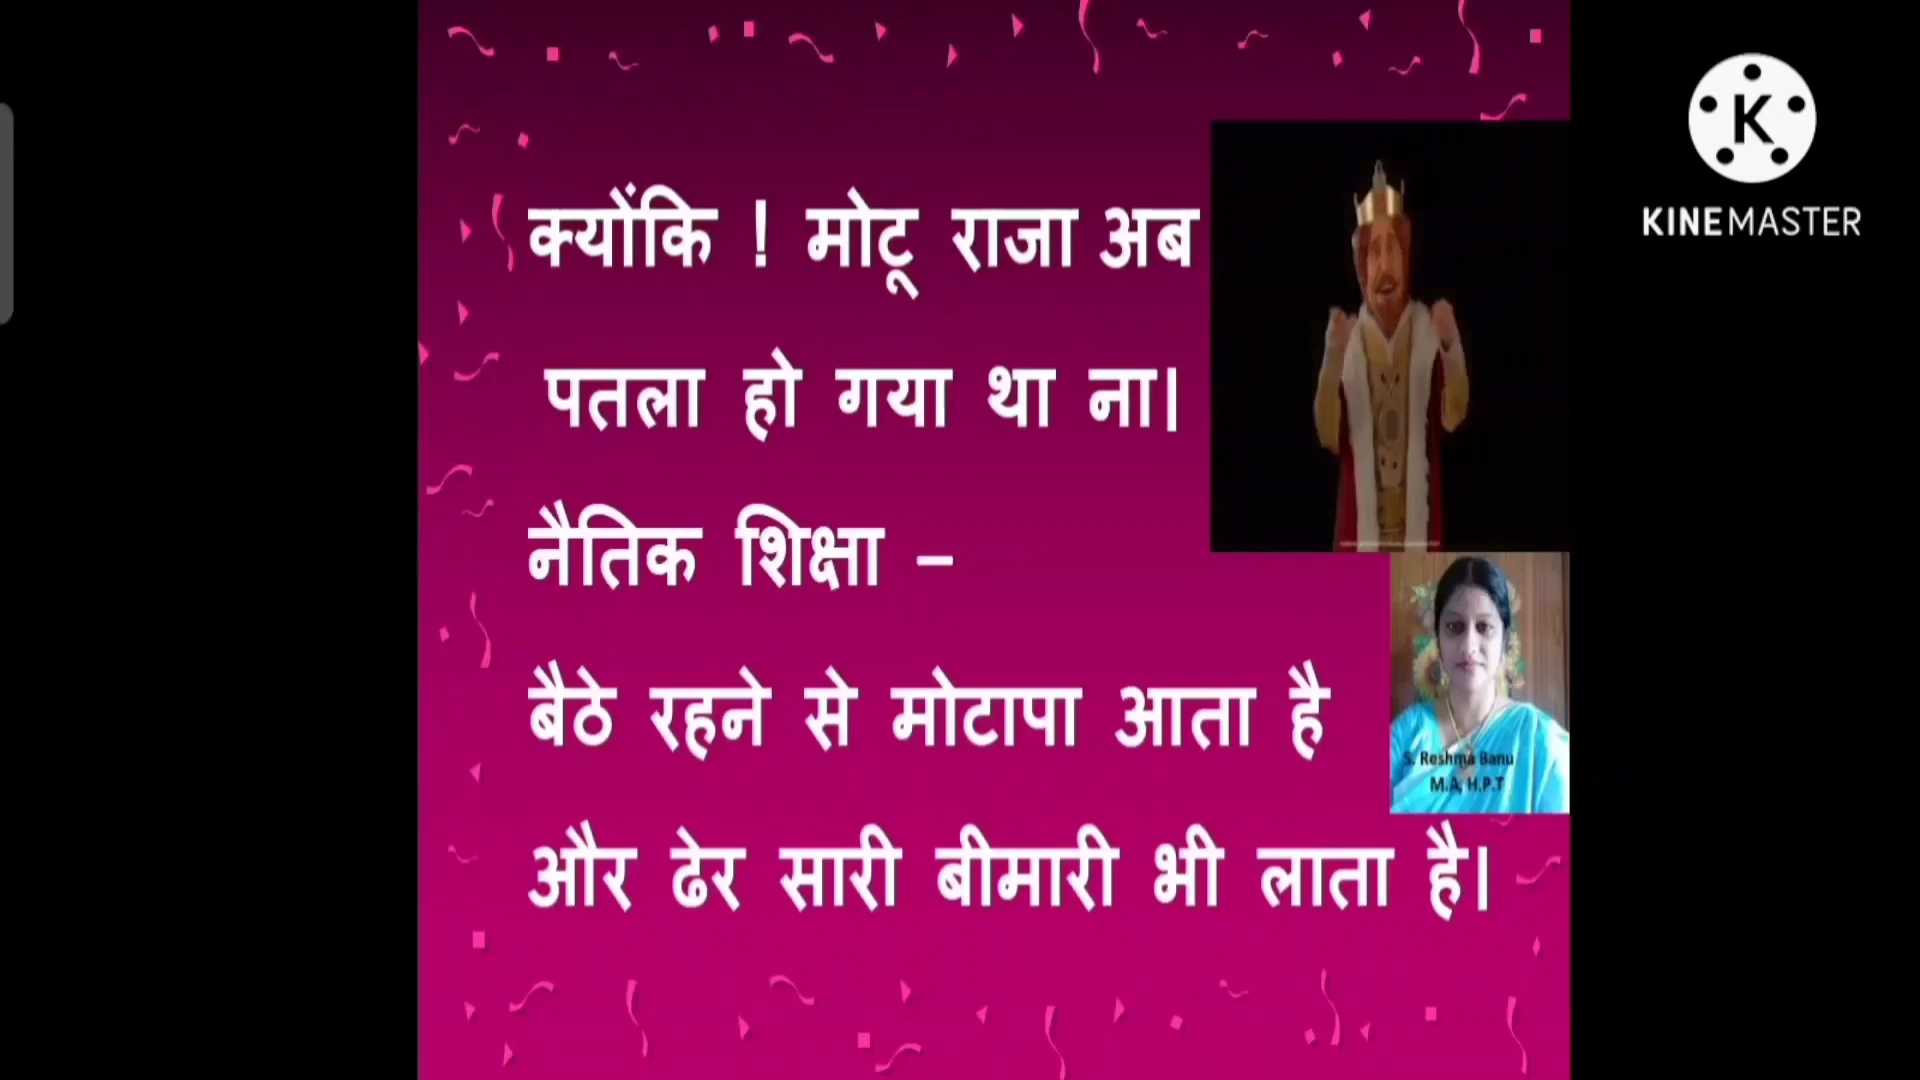 क्योंकि ! मोटू राजा अब
पतला हो गया था ना।
नैतिक शिक्षा –
बैठे रहने से मोटापा आता है
और ढेर सारी बीमारी भी लाता है।
S. Reshma Banu
M.A, H.P.T
K
KINEMASTER